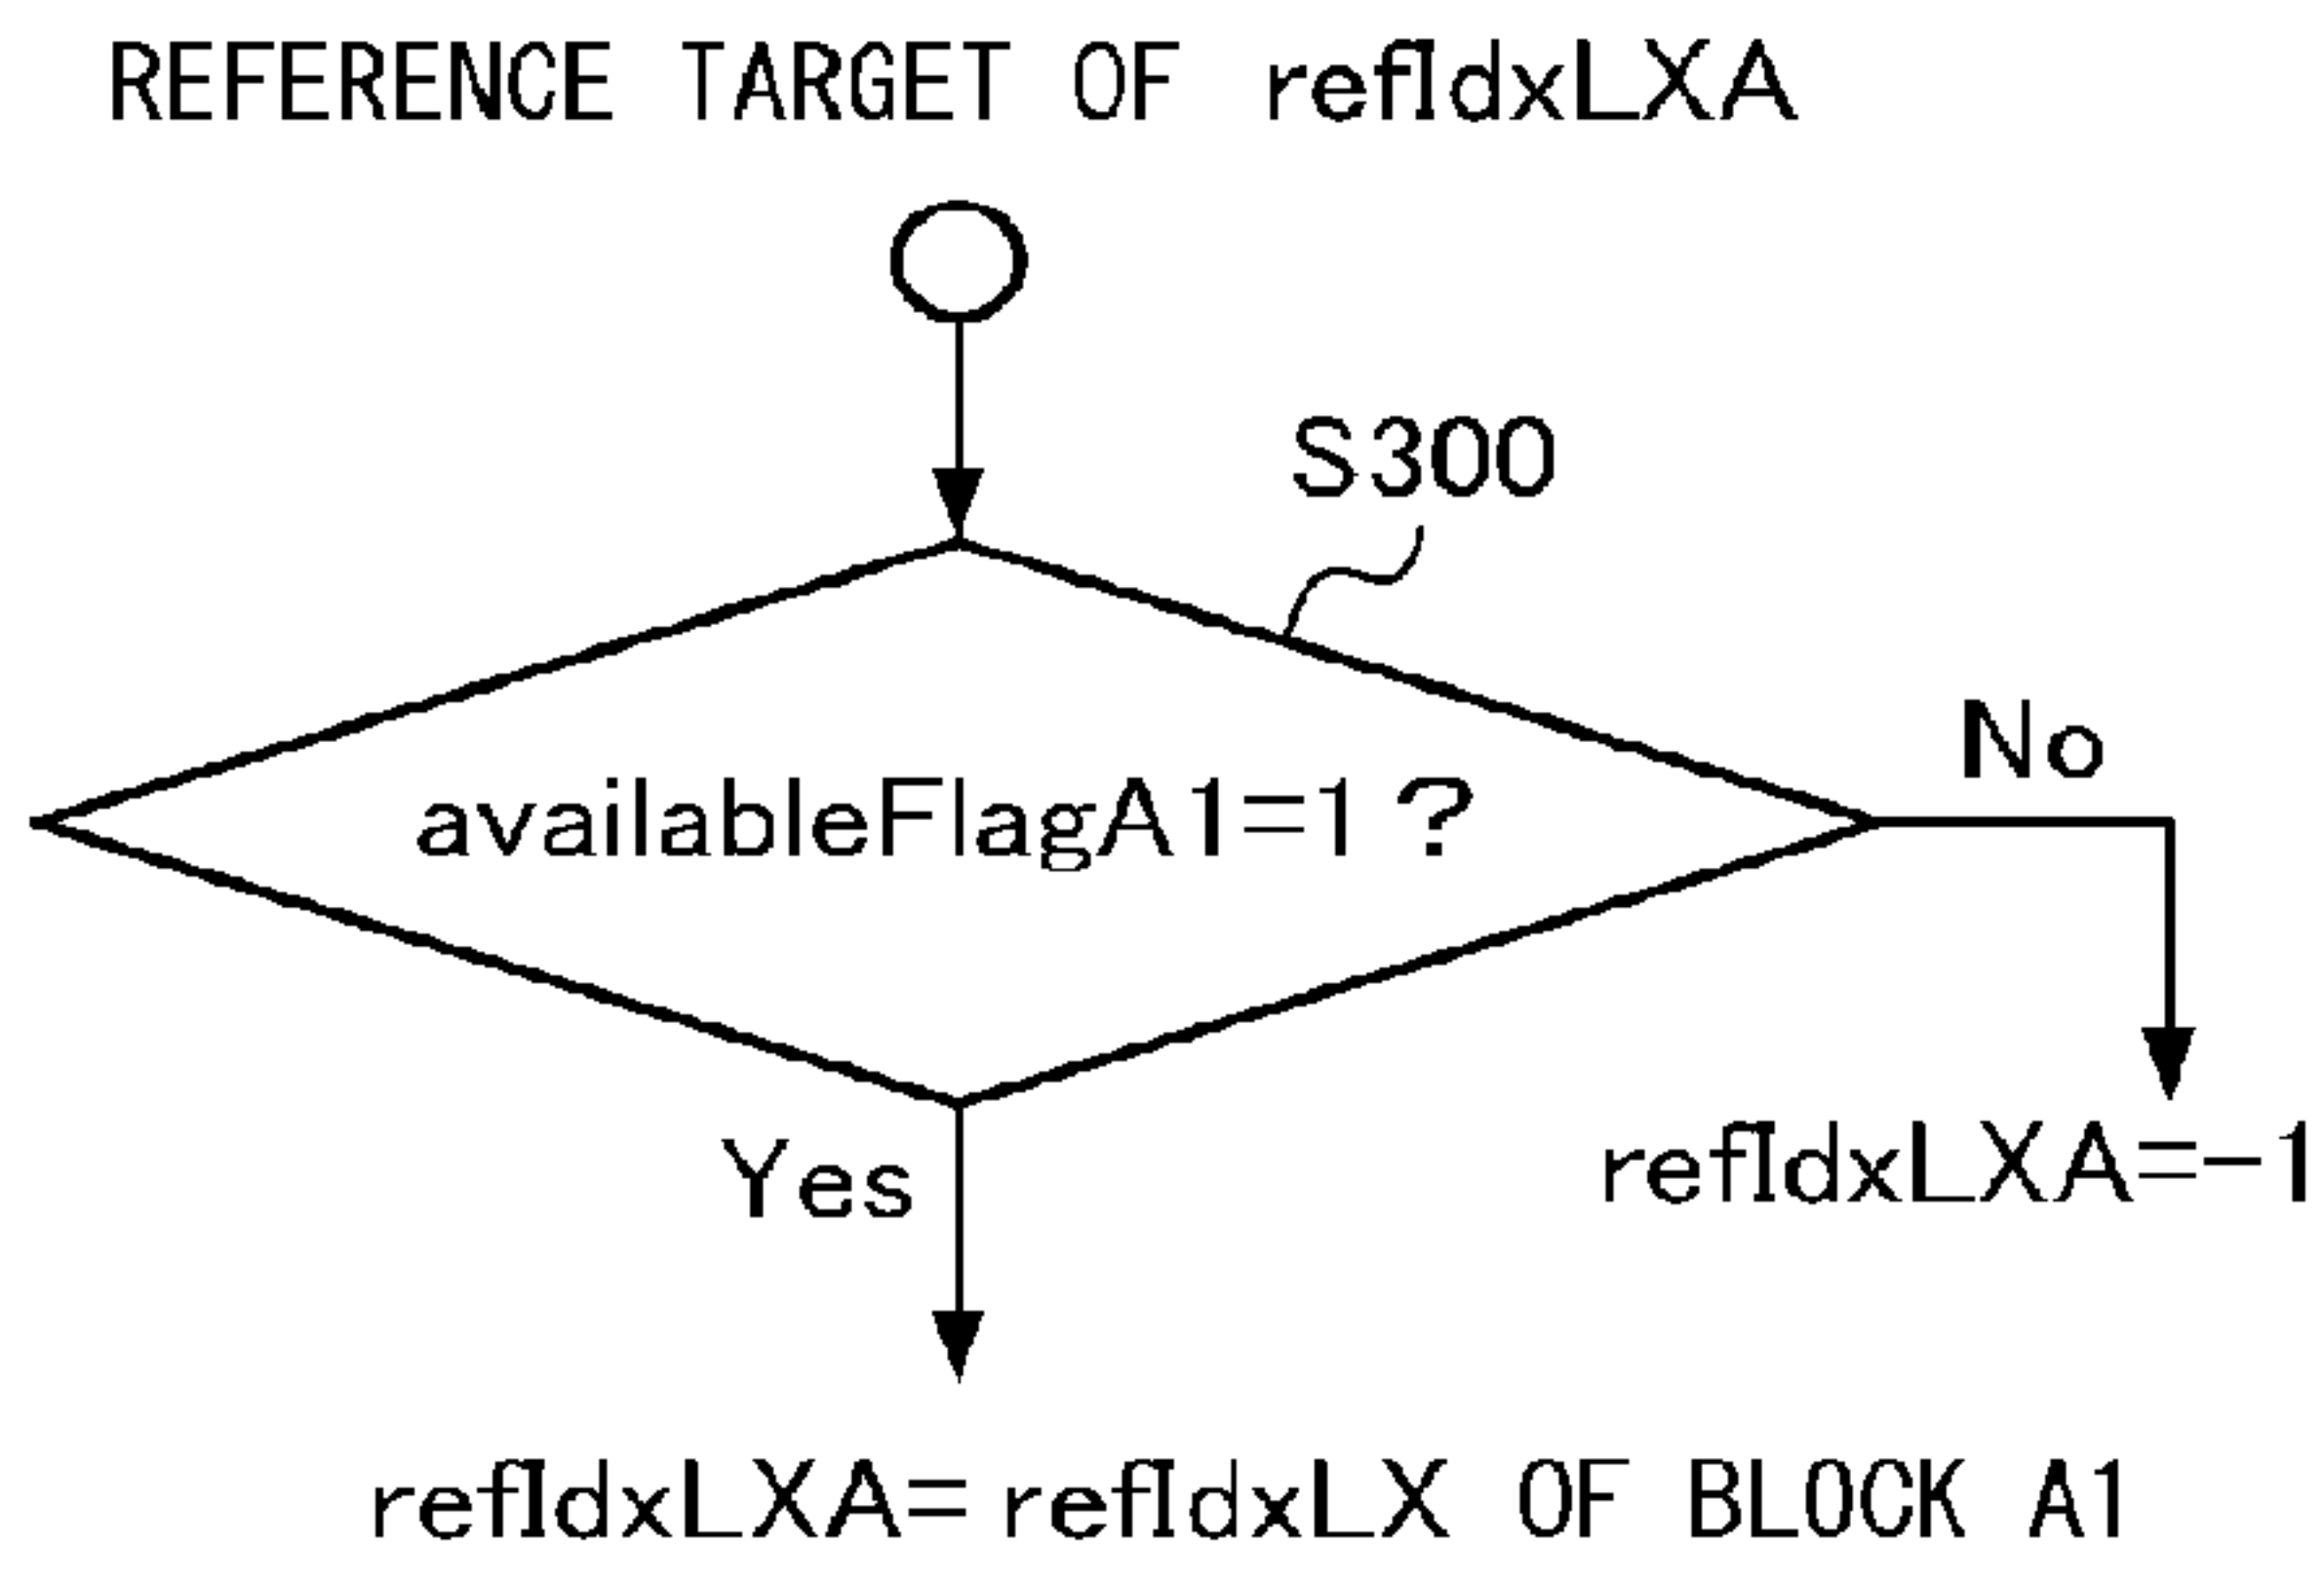 REFERENCE TARGET OF refIdxLXA
S300
availableFlagA1=1?
No
Yes
refIdxLXA=-1
refIdxLXA= refIdxLX OF BLOCK A1